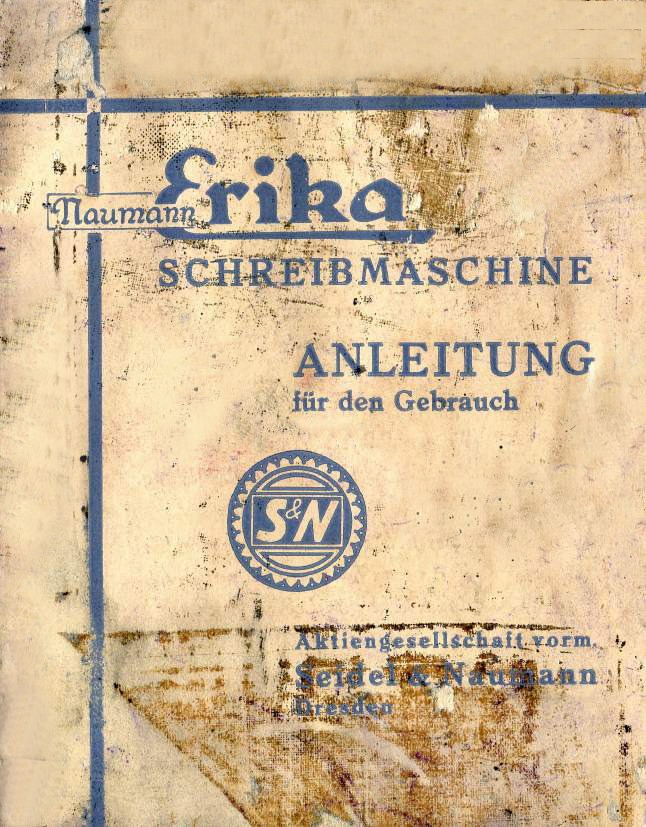 Naumann Erika
SCHREIBMASCHINE
ANLEITUNG
für den Gebrauch
S&N
Aktiengesellschaft vorm.
Seidel & Naumann
Dresden